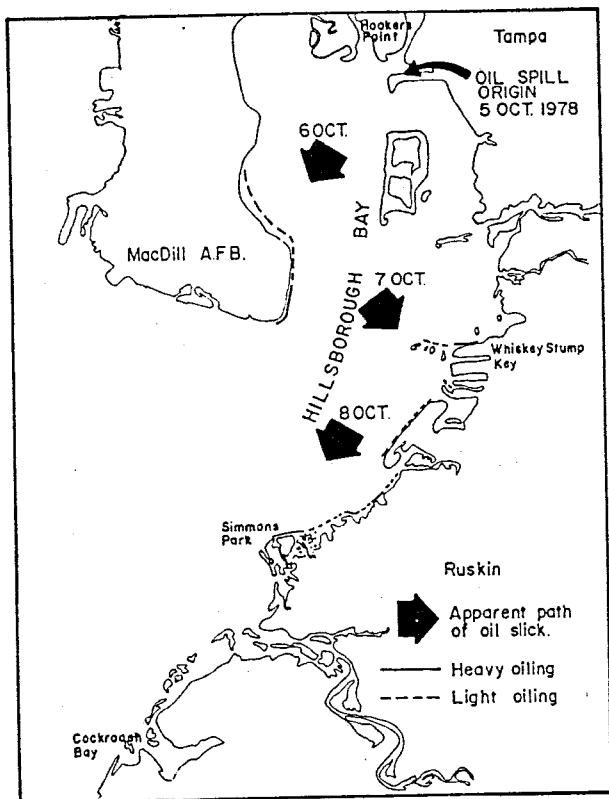 Hookers
Point
Tampa
OIL SPILL
ORIGIN
5 OCT. 1978
6 OCT.
BAY
MacDill A.F.B.
7 OCT.
HILLSBOROUGH
Whiskey Stump
Key
8 OCT.
Simmons
Park
Ruskin
Apparent path
of oil slick.
Heavy oiling
Light oiling
Cockroach
Bay